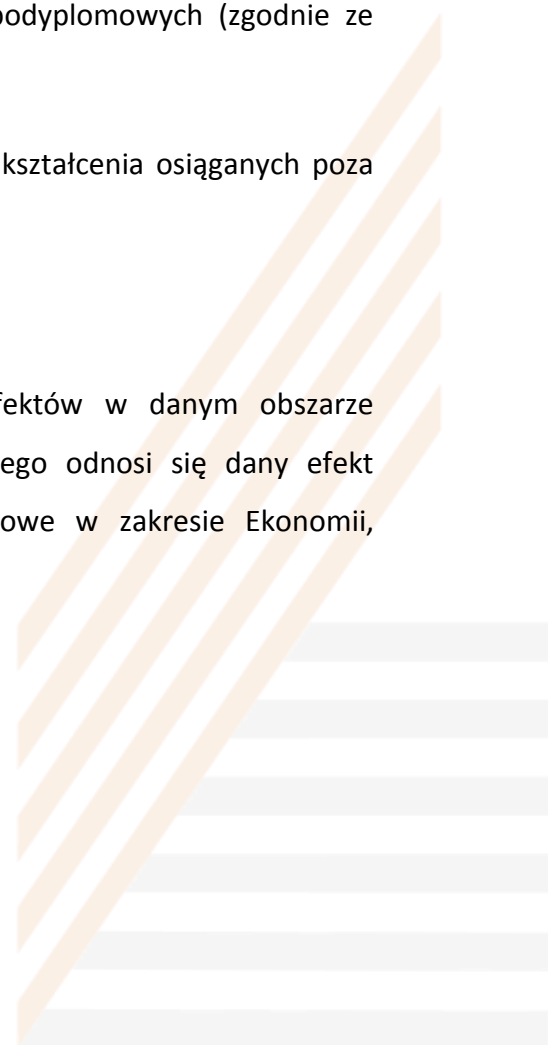 podyplomowych (zgodnie ze
kształcenia osiąganych poza
fektów w danym obszarze
ego odnosi się dany efekt
owe w zakresie Ekonomii,